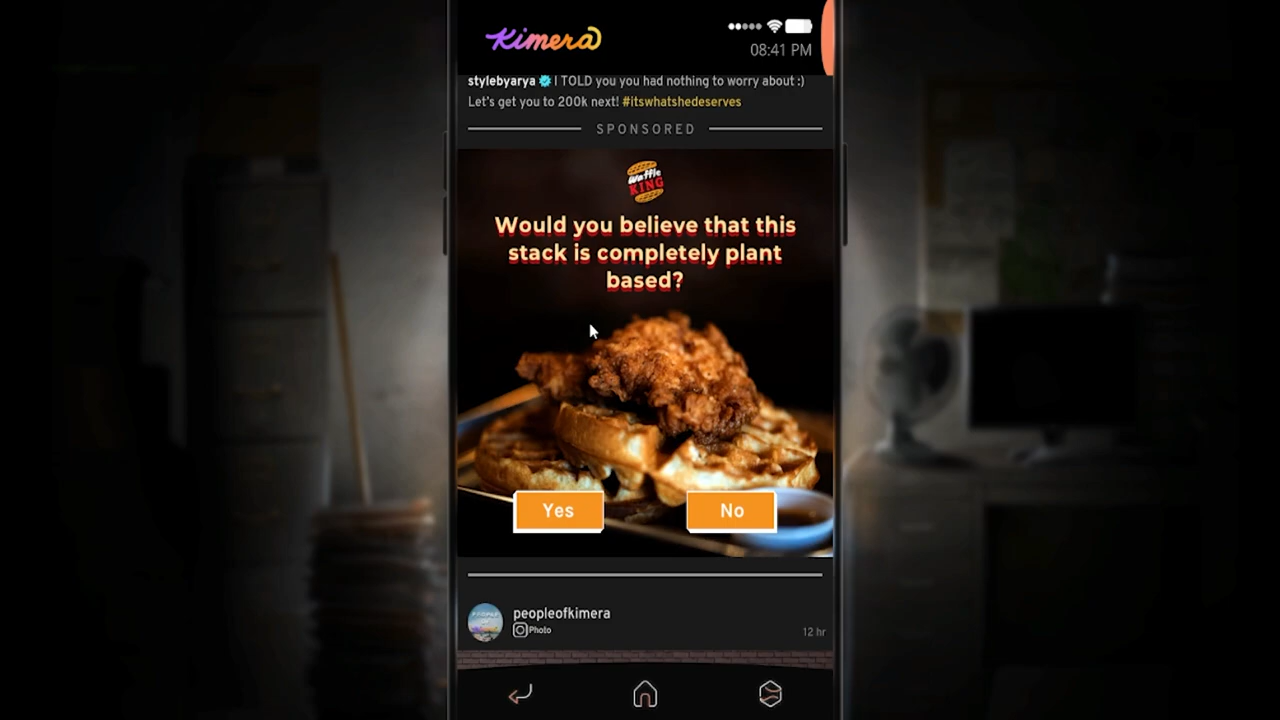 Kimera
08:41 PM
stylebyarya I TOLD you you had nothing to worry about :)
Let's get you to 200k next! #itswhatshedeserves
SPONSORED
Waffle
KING
Would you believe that this
stack is completely plant
based?
Yes
No
peopleofkimera
Photo
12 hr